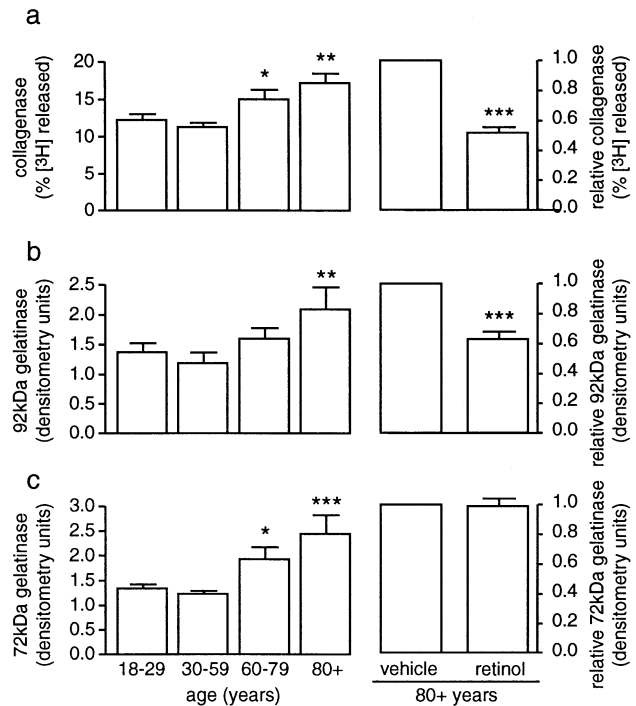 a
collagenase
(% [3H] released)
20
15
10
5
0
*
**
***
1.0
0.8
0.6
0.4
0.2
0.0
relative collagenase
(% [3H] released)
b
92kDa gelatinase
(densitometry units)
2.5
2.0
1.5
1.0
0.5
0.0
**
***
1.0
0.8
0.6
0.4
0.2
0.0
relative 92kDa gelatinase
(densitometry units)
c
72kDa gelatinase
(densitometry units)
3.0
2.5
2.0
1.5
1.0
0.5
0.0
*
***
1.0
0.8
0.6
0.4
0.2
0.0
relative 72kDa gelatinase
(densitometry units)
18-29 30-59 60-79 80+
age (years)
vehicle retinol
80+ years